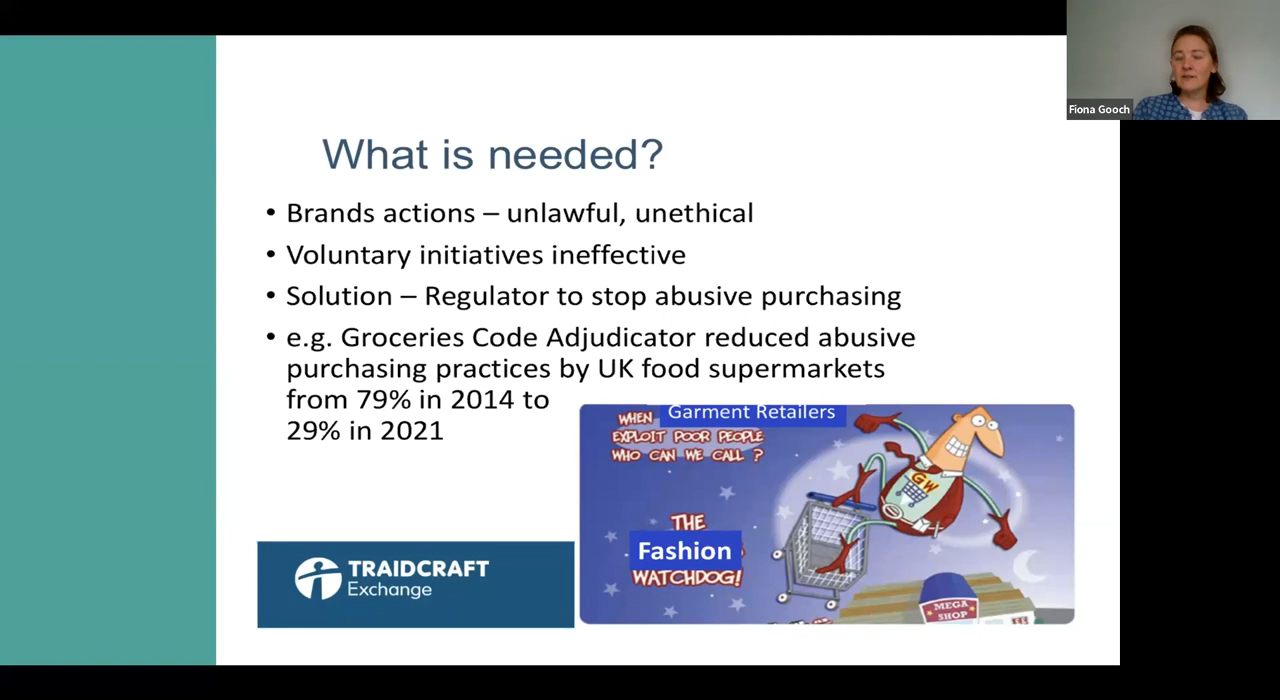 Fiona Gooch
What is needed?
• Brands actions – unlawful, unethical
• Voluntary initiatives ineffective
• Solution – Regulator to stop abusive purchasing
• e.g. Groceries Code Adjudicator reduced abusive
purchasing practices by UK food supermarkets
from 79% in 2014 to
29% in 2021
WHEN Garment Retailers
EXPLOIT POOR PEOPLE
WHO CAN WE CALL ?
THE
Fashion
WATCHDOG!
GW
MEGA
SHOP
TRAIDCRAFT
Exchange